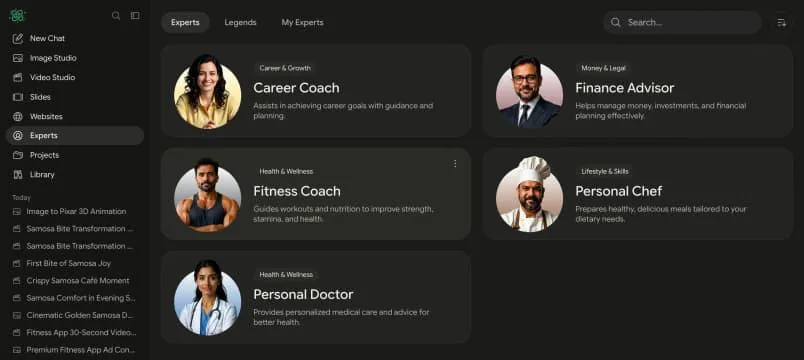 New Chat
Image Studio
Video Studio
Slides
Websites
Experts
Projects
Library
Today
Image to Pixar 3D Animation
Samosa Bite Transformation ...
Samosa Bite Transformation ...
First Bite of Samosa Joy
Crispy Samosa Café Moment
Samosa Comfort in Evening S...
Cinematic Golden Samosa D...
Fitness App 30-Second Video...
Premium Fitness App Ad Con...
Experts
Legends
My Experts
Search...
Career & Growth
Career Coach
Assists in achieving career goals with guidance and
planning.
Money & Legal
Finance Advisor
Helps manage money, investments, and financial
planning effectively.
Health & Wellness
Fitness Coach
Guides workouts and nutrition to improve strength,
stamina, and health.
Lifestyle & Skills
Personal Chef
Prepares healthy, delicious meals tailored to your
dietary needs.
Health & Wellness
Personal Doctor
Provides personalized medical care and advice for
better health.